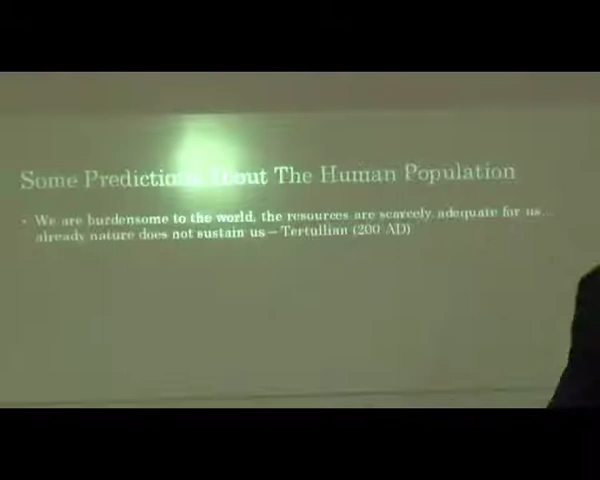 Some Predictions About The Human Population
• We are burdensome to the world, the resources are scarcely adequate for us...
already nature does not sustain us – Tertullian (200 AD)